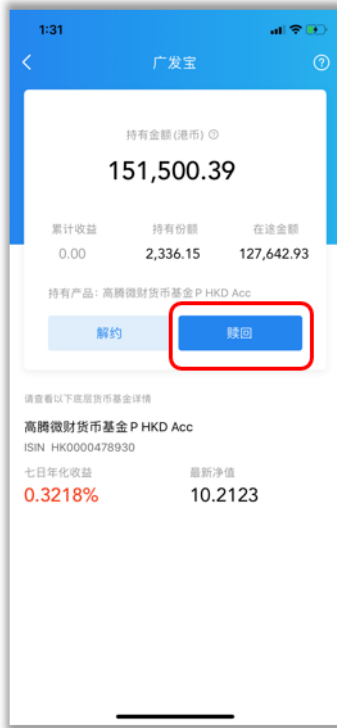 1:31
广发宝
持有金额(港币)
151,500.39
累计收益 持有份额 在途金额
0.00 2,336.15 127,642.93
持有产品：高腾微财货币基金 P HKD Acc
解约 赎回
请查看以下底层货币基金详情
高腾微财货币基金 P HKD Acc
ISIN HK0000478930
七日年化收益 最新净值
0.3218% 10.2123